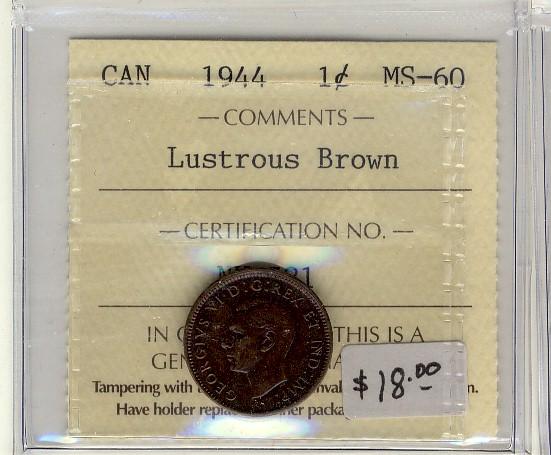 CAN 1944 1¢ MS-60
— COMMENTS —
Lustrous Brown
— CERTIFICATION NO. —
GEORGIVS VI D:G:REX ET IND:IMP:
IN THIS IS A
Tampering with
Have holder
$18.00